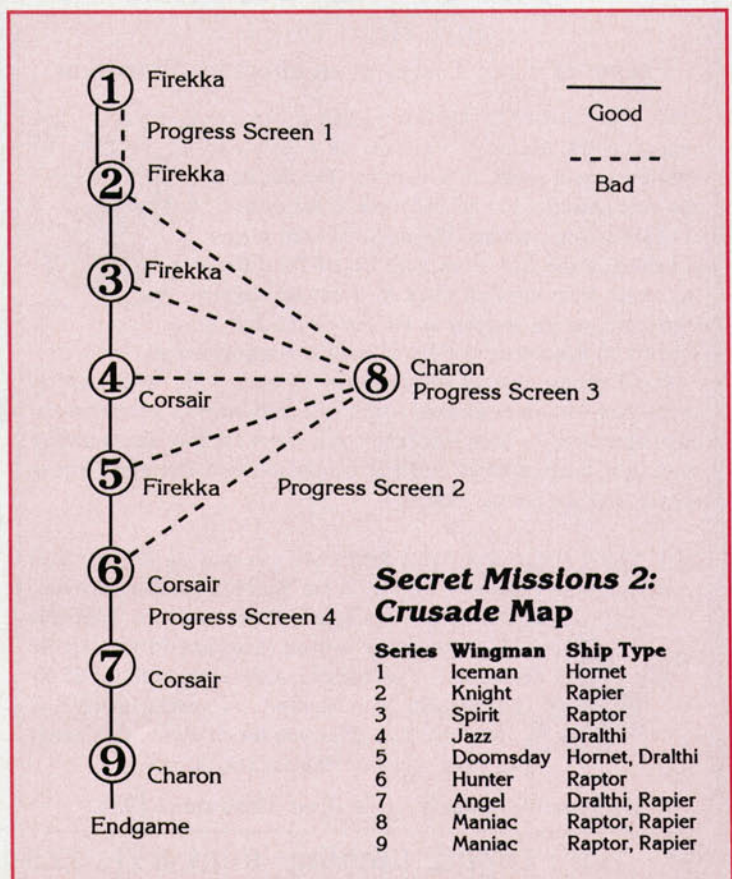 1 Firekka
Good
Progress Screen 1
Bad
2 Firekka
3 Firekka
8 Charon
Progress Screen 3
4 Corsair
5 Firekka
Progress Screen 2
6 Corsair
Progress Screen 4
7 Corsair
9 Charon
Endgame
Secret Missions 2:
Crusade Map
Series Wingman Ship Type
1 Iceman Hornet
2 Knight Rapier
3 Spirit Raptor
4 Jazz Dralthi
5 Doomsday Hornet, Dralthi
6 Hunter Raptor
7 Angel Dralthi, Rapier
8 Maniac Raptor, Rapier
9 Maniac Raptor, Rapier